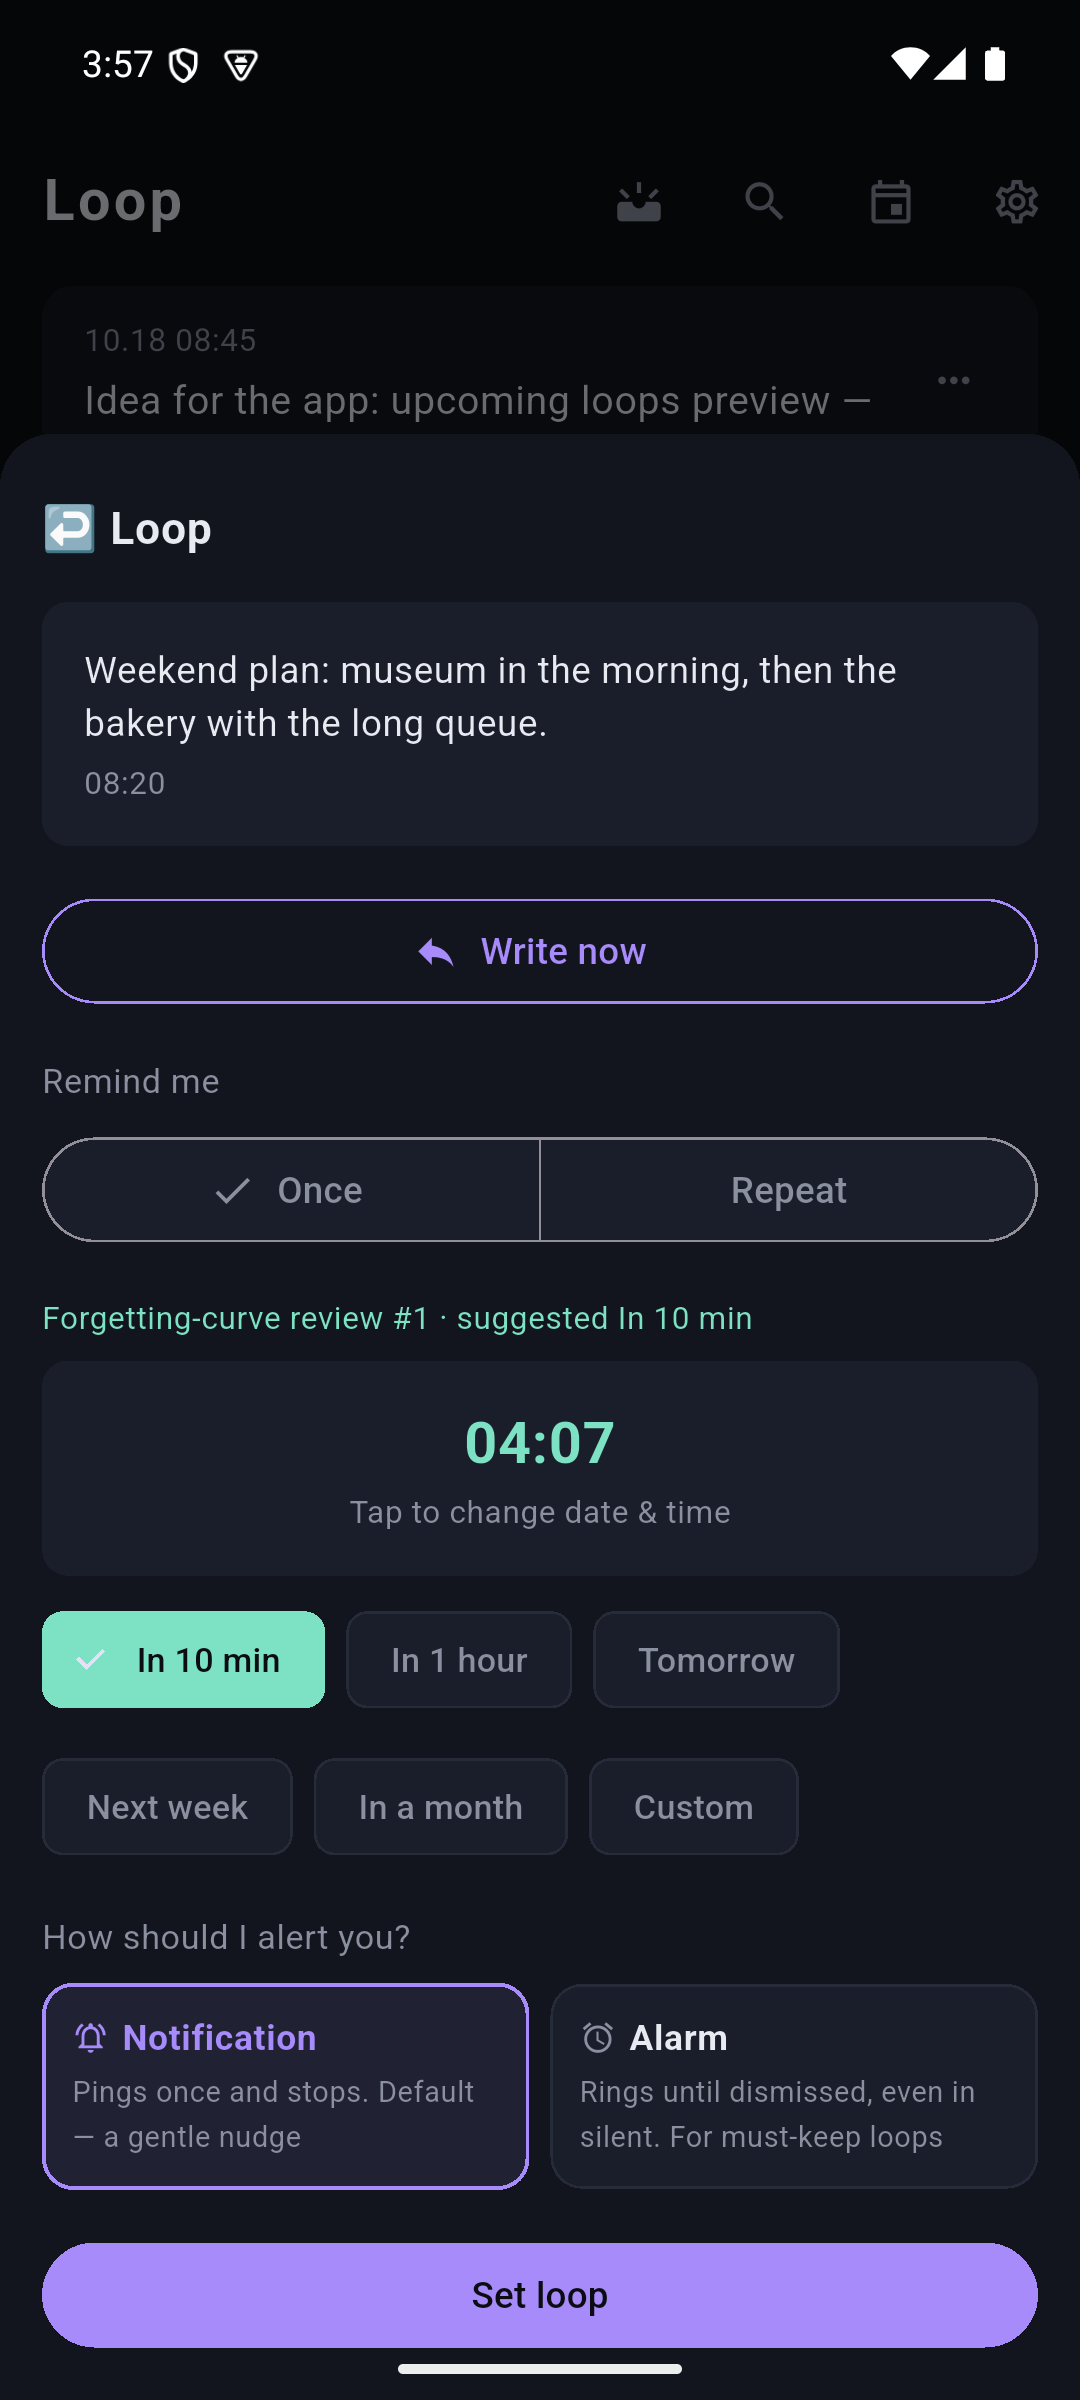 3:57
Loop
10.18 08:45
Idea for the app: upcoming loops preview —
Loop
Weekend plan: museum in the morning, then the
bakery with the long queue.
08:20
Write now
Remind me
Once
Repeat
Forgetting-curve review #1 · suggested In 10 min
04:07
Tap to change date & time
In 10 min
In 1 hour
Tomorrow
Next week
In a month
Custom
How should I alert you?
Notification
Pings once and stops. Default
— a gentle nudge
Alarm
Rings until dismissed, even in
silent. For must-keep loops
Set loop